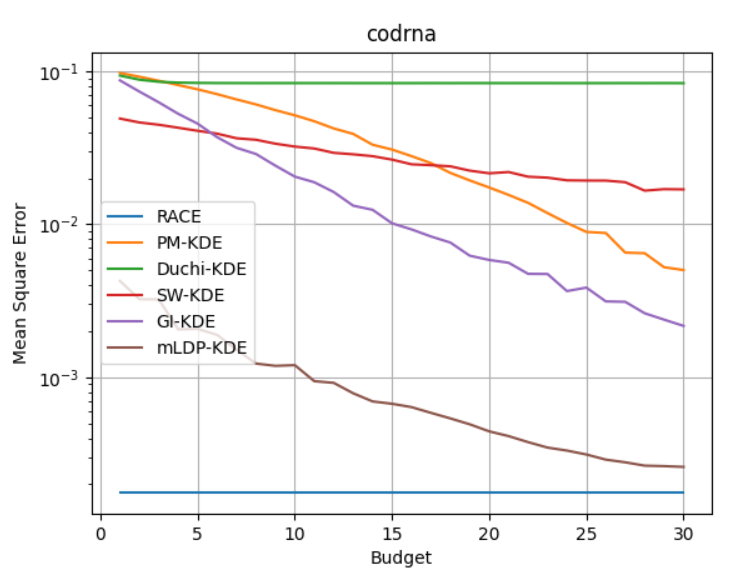 codrna
Mean Square Error
10⁻¹
10⁻²
10⁻³
RACE
PM-KDE
Duchi-KDE
SW-KDE
GI-KDE
mLDP-KDE
0 5 10 15 20 25 30
Budget